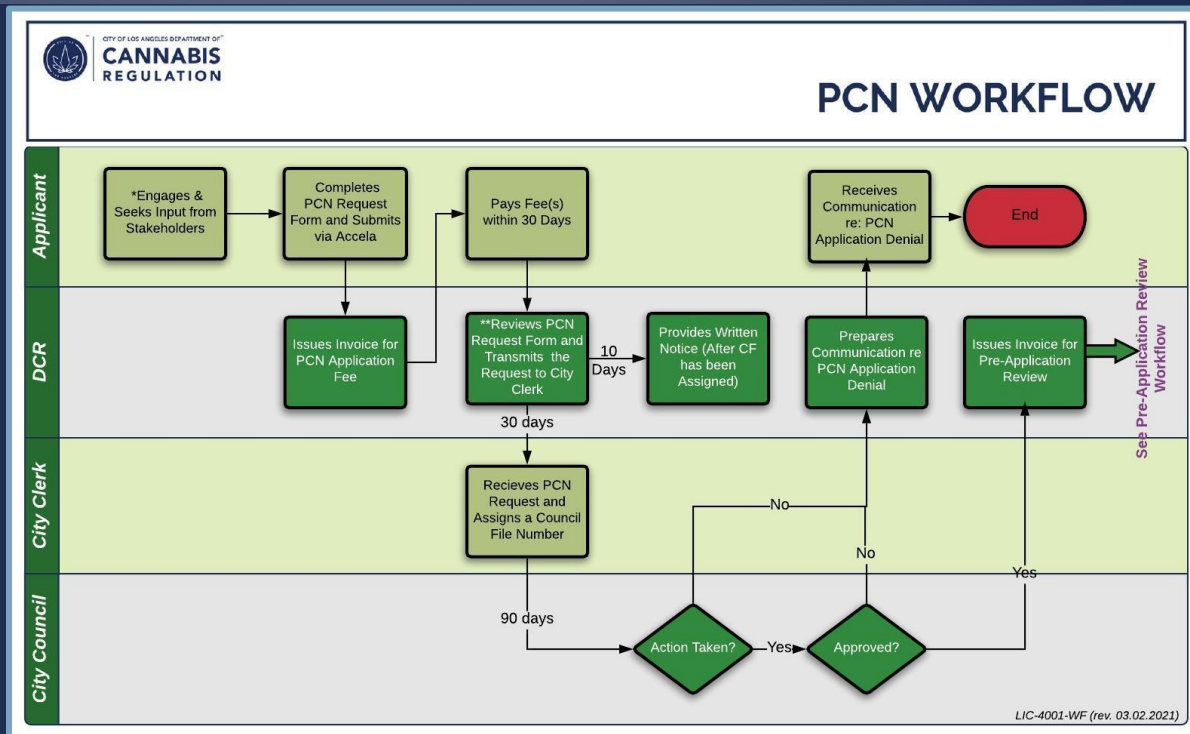 CITY OF LOS ANGELES DEPARTMENT OF
CANNABIS
REGULATION
PCN WORKFLOW
Applicant
*Engages &
Seeks Input from
Stakeholders
Completes
PCN Request
Form and Submits
via Accela
Pays Fee(s)
within 30 Days
Receives
Communication
re: PCN
Application Denial
End
DCR
Issues Invoice for
PCN Application
Fee
**Reviews PCN
Request Form and
Transmits the
Request to City
Clerk
10
Days
Provides Written
Notice (After CF
has been
Assigned)
Prepares
Communication re
PCN Application
Denial
Issues Invoice for
Pre-Application
Review
See Pre-Application Review
Workflow
30 days
City Clerk
Recieves PCN
Request and
Assigns a Council
File Number
No
No
Yes
City Council
90 days
Action Taken?
Yes
Approved?
LIC-4001-WF (rev. 03.02.2021)